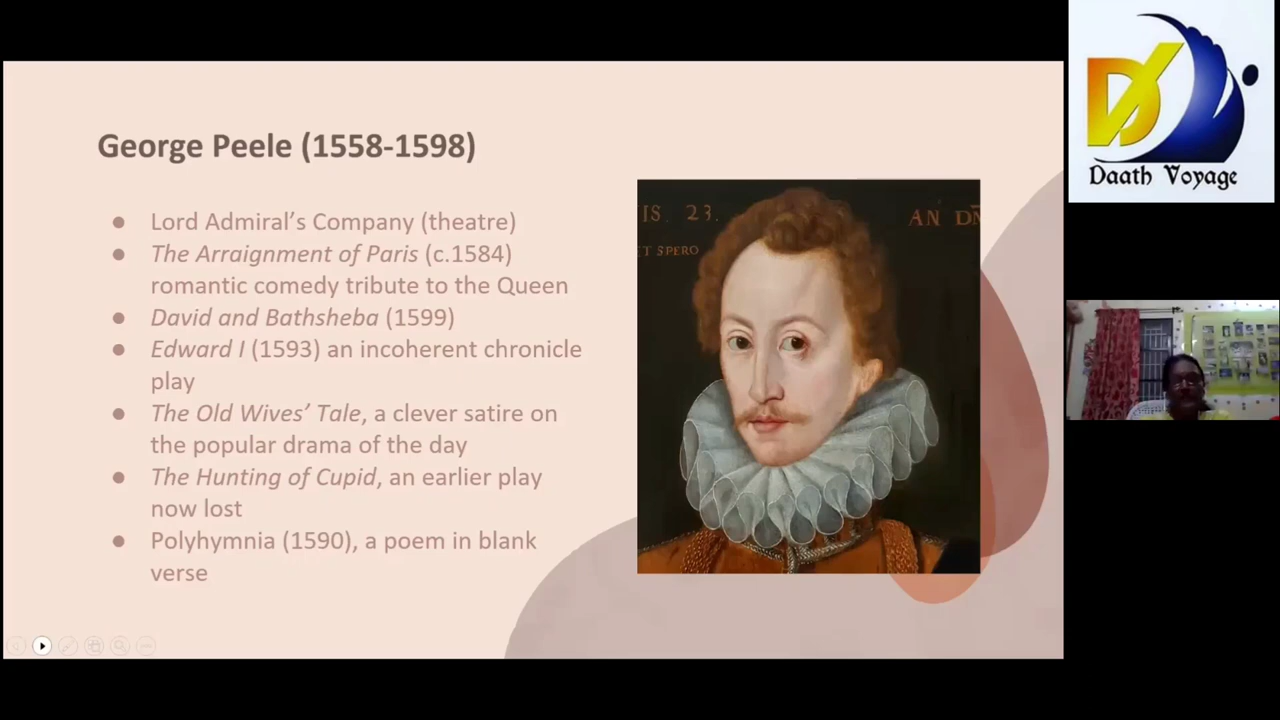 George Peele (1558-1598)
● Lord Admiral’s Company (theatre)
● The Arraignment of Paris (c.1584)
romantic comedy tribute to the Queen
● David and Bathsheba (1599)
● Edward I (1593) an incoherent chronicle
play
● The Old Wives’ Tale, a clever satire on
the popular drama of the day
● The Hunting of Cupid, an earlier play
now lost
● Polyhymnia (1590), a poem in blank
verse
IS. 23.
AN DÑ
ET SPERO
D
Daath Voyage